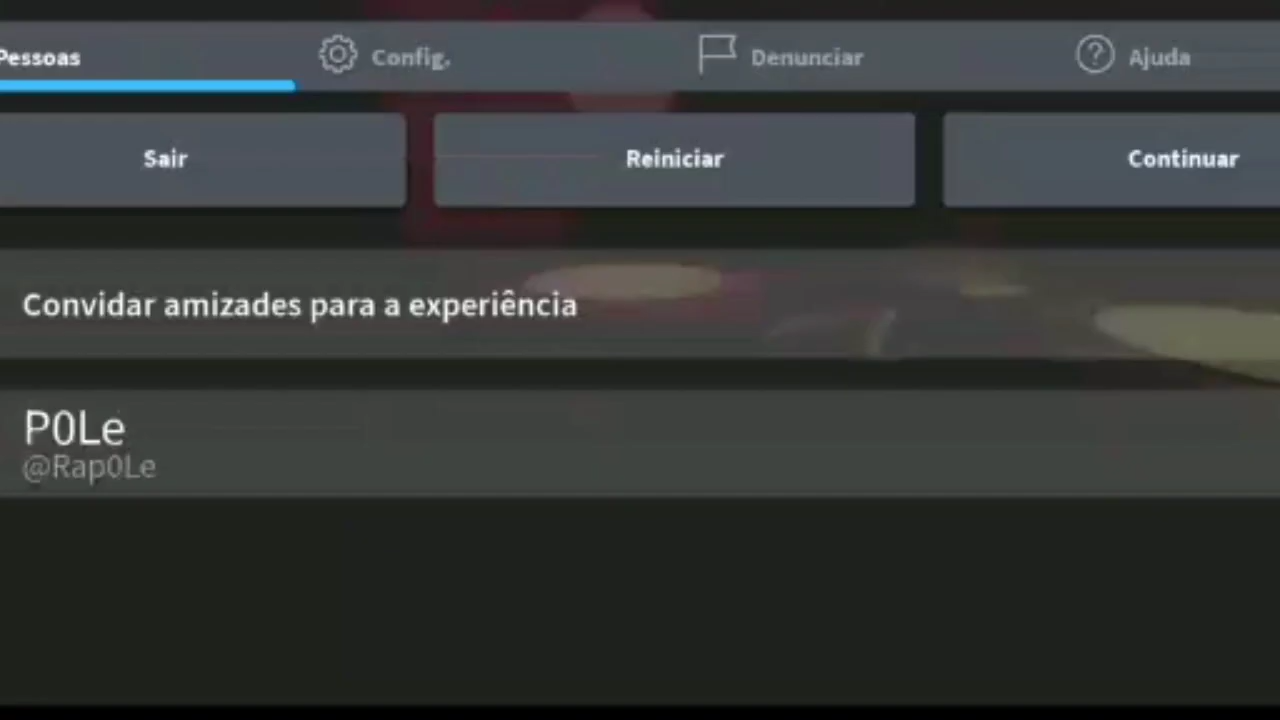 Pessoas Config. Denunciar Ajuda
Sair Reiniciar Continuar
Convidar amizades para a experiência
P0Le
@Rap0Le